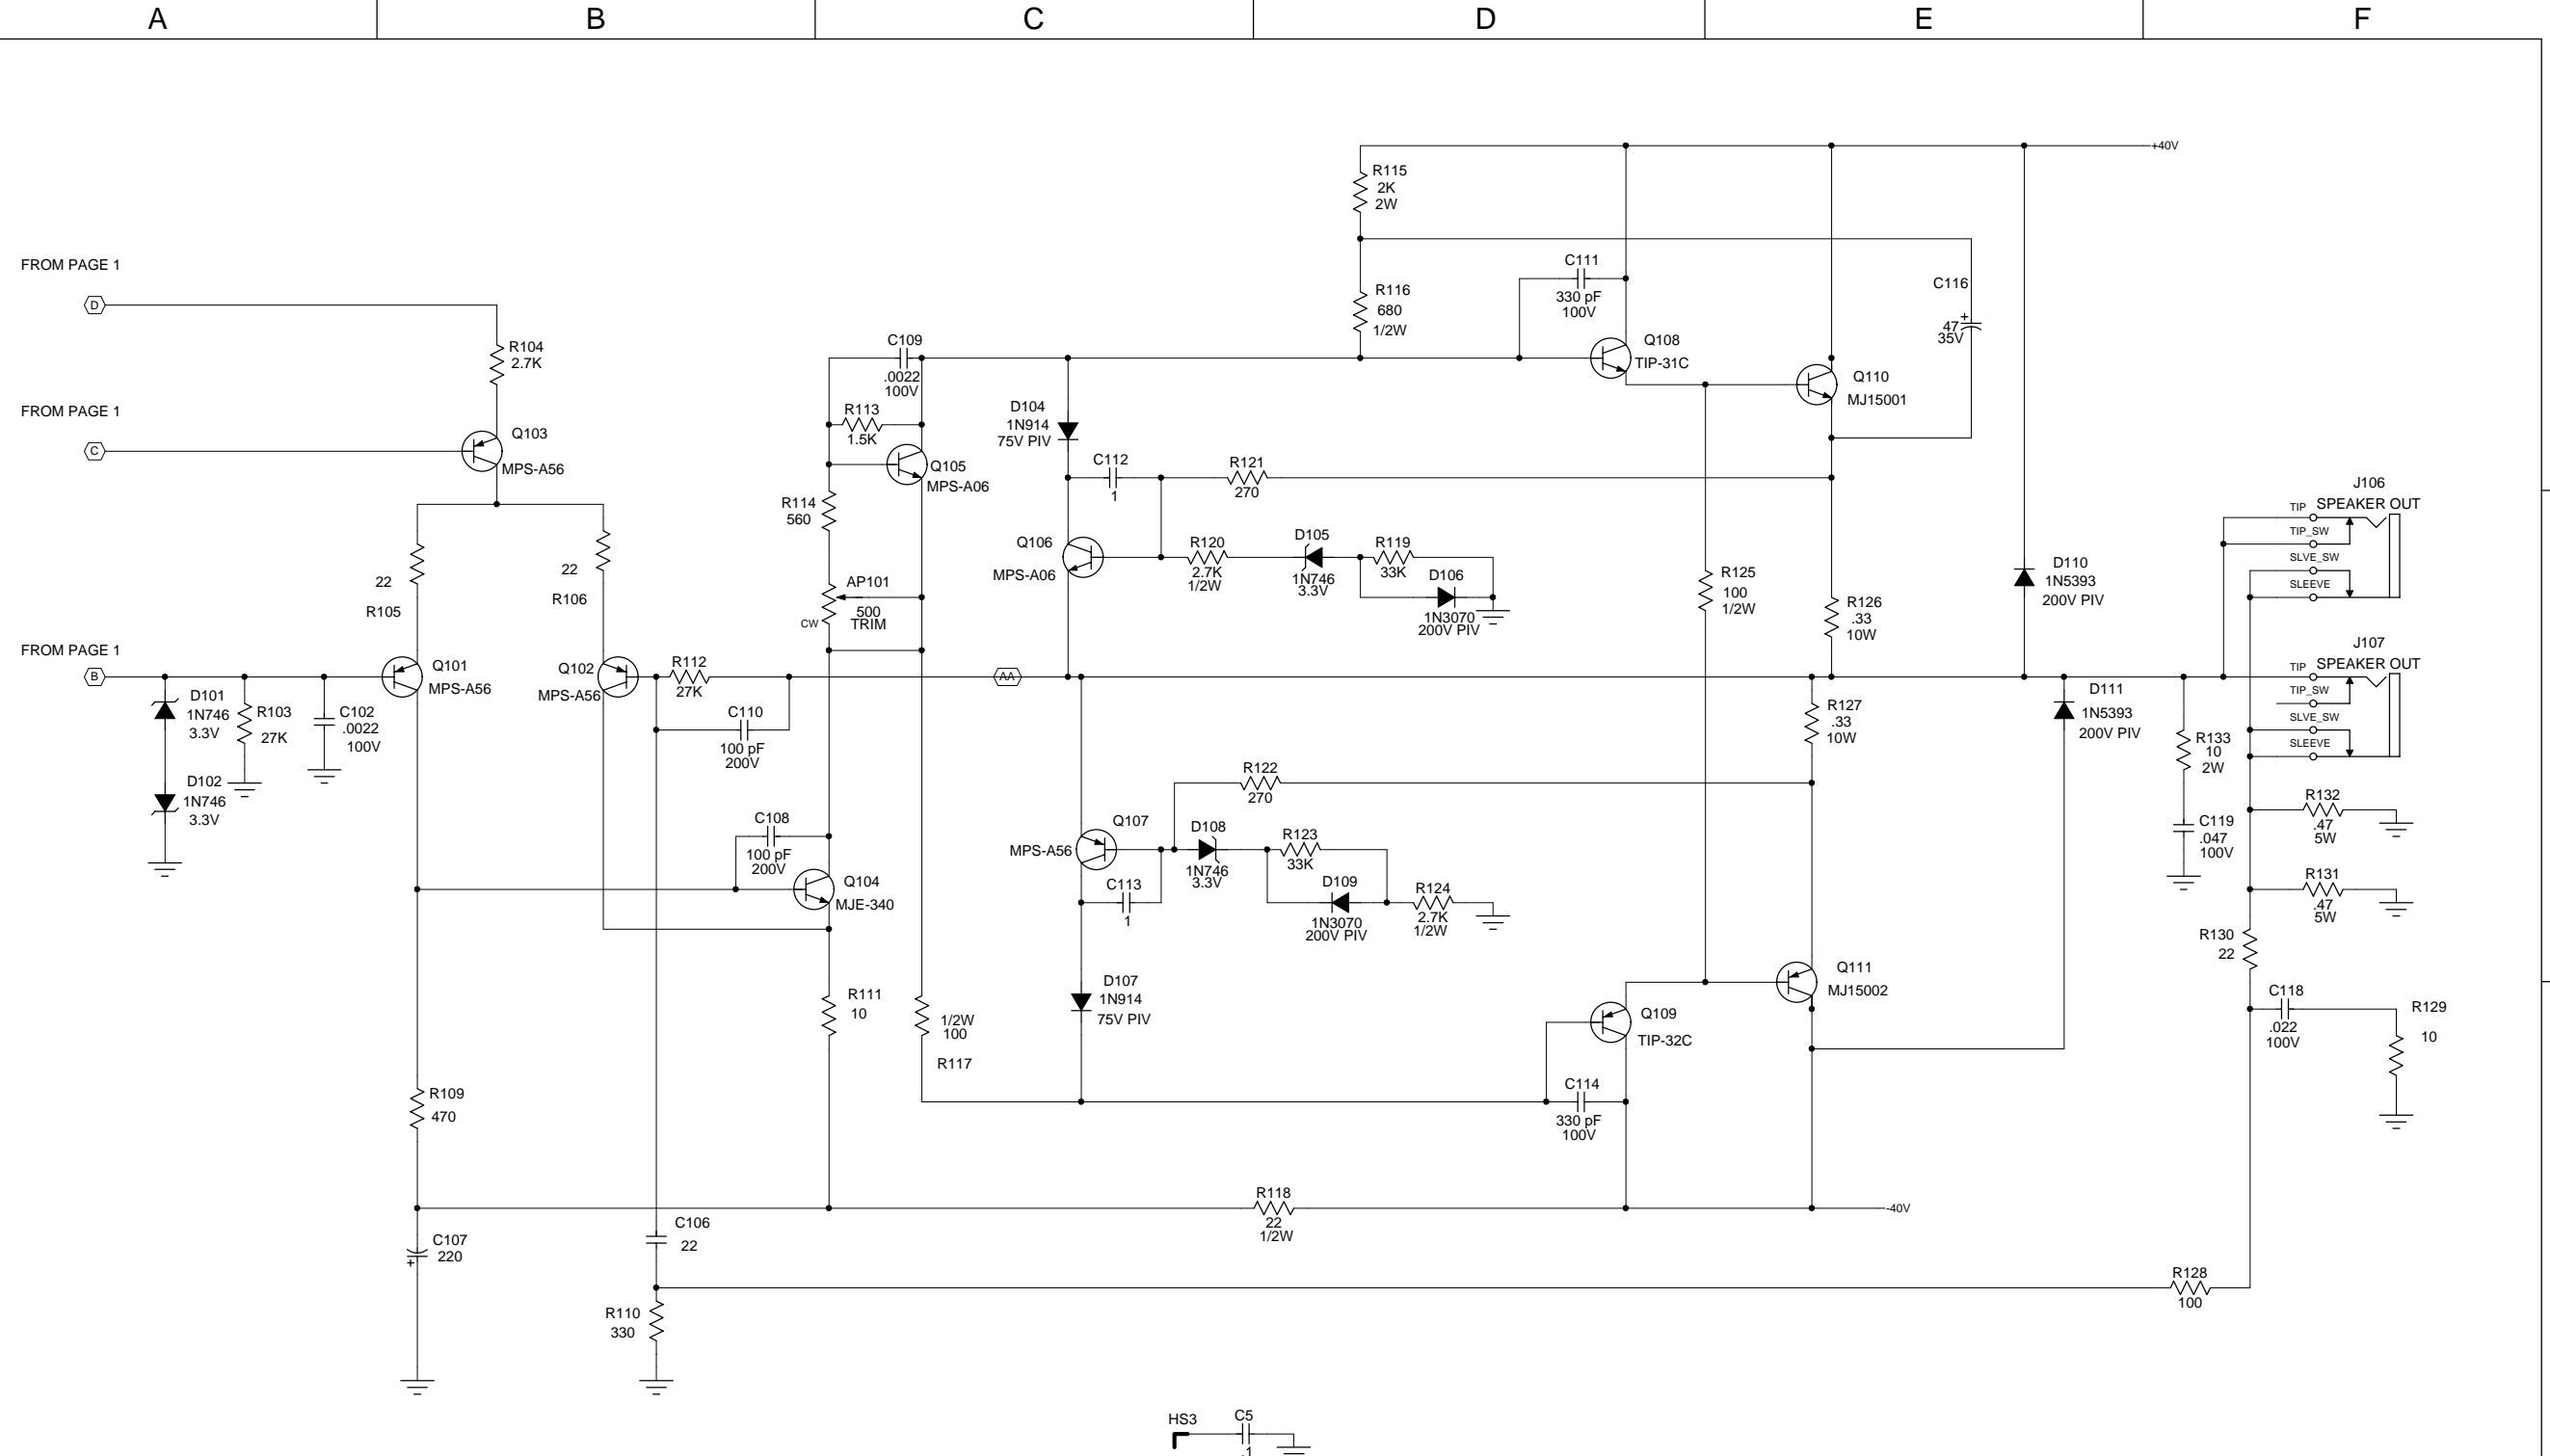 A
B
C
D
E
F
+40V
R115
2K
2W
FROM PAGE 1
D
C111
330 pF
100V
C116
+
47
35V
R116
680
1/2W
R104
2.7K
C109
.0022
100V
Q108
TIP-31C
Q110
MJ15001
FROM PAGE 1
C
Q103
MPS-A56
R113
1.5K
D104
1N914
75V PIV
Q105
MPS-A06
C112
1
R121
270
R114
560
J106
SPEAKER OUT
TIP
TIP_SW
SLVE_SW
SLEEVE
Q106
MPS-A06
R120
2.7K
1/2W
D105
1N746
3.3V
R119
33K
D106
1N3070
200V PIV
22
R105
22
R106
AP101
500
TRIM
CW
R125
100
1/2W
R126
.33
10W
D110
1N5393
200V PIV
FROM PAGE 1
B
Q101
MPS-A56
Q102
MPS-A56
R112
27K
AA
J107
SPEAKER OUT
TIP
TIP_SW
SLVE_SW
SLEEVE
D101
1N746
3.3V
R103
27K
C102
.0022
100V
C110
100 pF
200V
R127
.33
10W
D111
1N5393
200V PIV
R133
10
2W
D102
1N746
3.3V
R122
270
R132
.47
5W
C108
100 pF
200V
Q107
MPS-A56
D108
1N746
3.3V
R123
33K
C119
.047
100V
Q104
MJE-340
C113
1
D109
1N3070
200V PIV
R124
2.7K
1/2W
R131
.47
5W
R130
22
R111
10
1/2W
100
R117
D107
1N914
75V PIV
Q111
MJ15002
Q109
TIP-32C
C118
.022
100V
R129
10
R109
470
C114
330 pF
100V
R118
22
1/2W
-40V
C107
220
+
C106
22
R128
100
R110
330
HS3
C5
.1